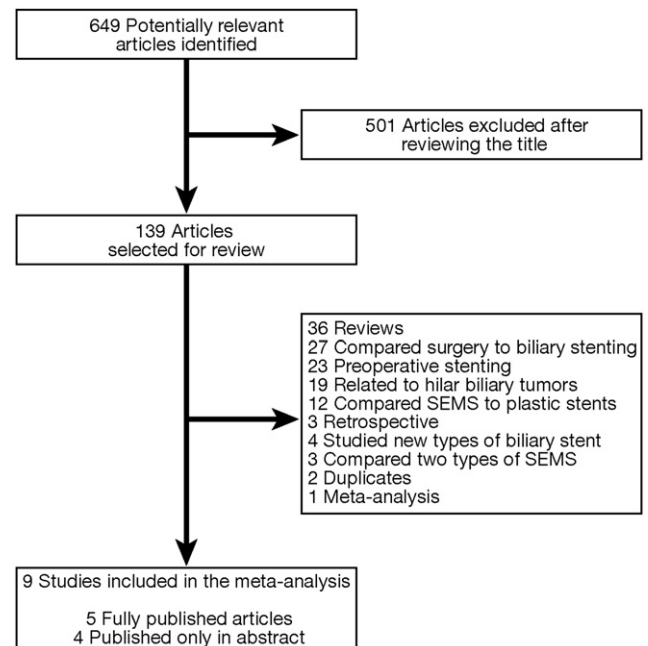 649 Potentially relevant
articles identified
501 Articles excluded after
reviewing the title
139 Articles
selected for review
36 Reviews
27 Compared surgery to biliary stenting
23 Preoperative stenting
19 Related to hilar biliary tumors
12 Compared SEMS to plastic stents
3 Retrospective
4 Studied new types of biliary stent
3 Compared two types of SEMS
2 Duplicates
1 Meta-analysis
9 Studies included in the meta-analysis
5 Fully published articles
4 Published only in abstract